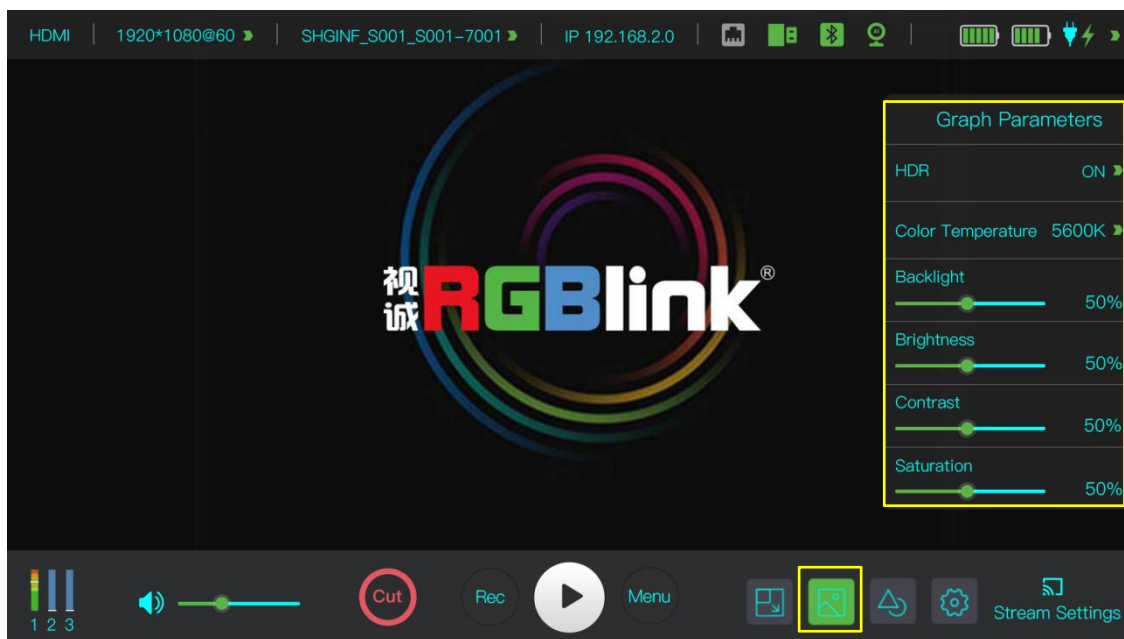 HDMI 1920*1080@60 SHGINF_S001_S001-7001 IP 192.168.2.0 AI
Graph Parameters
HDR ON
Color Temperature 5600K
Backlight
50%
Brightness
50%
Contrast
50%
Saturation
50%
视诚 RGBlink®
Cut Rec Menu
1 2 3
Stream Settings